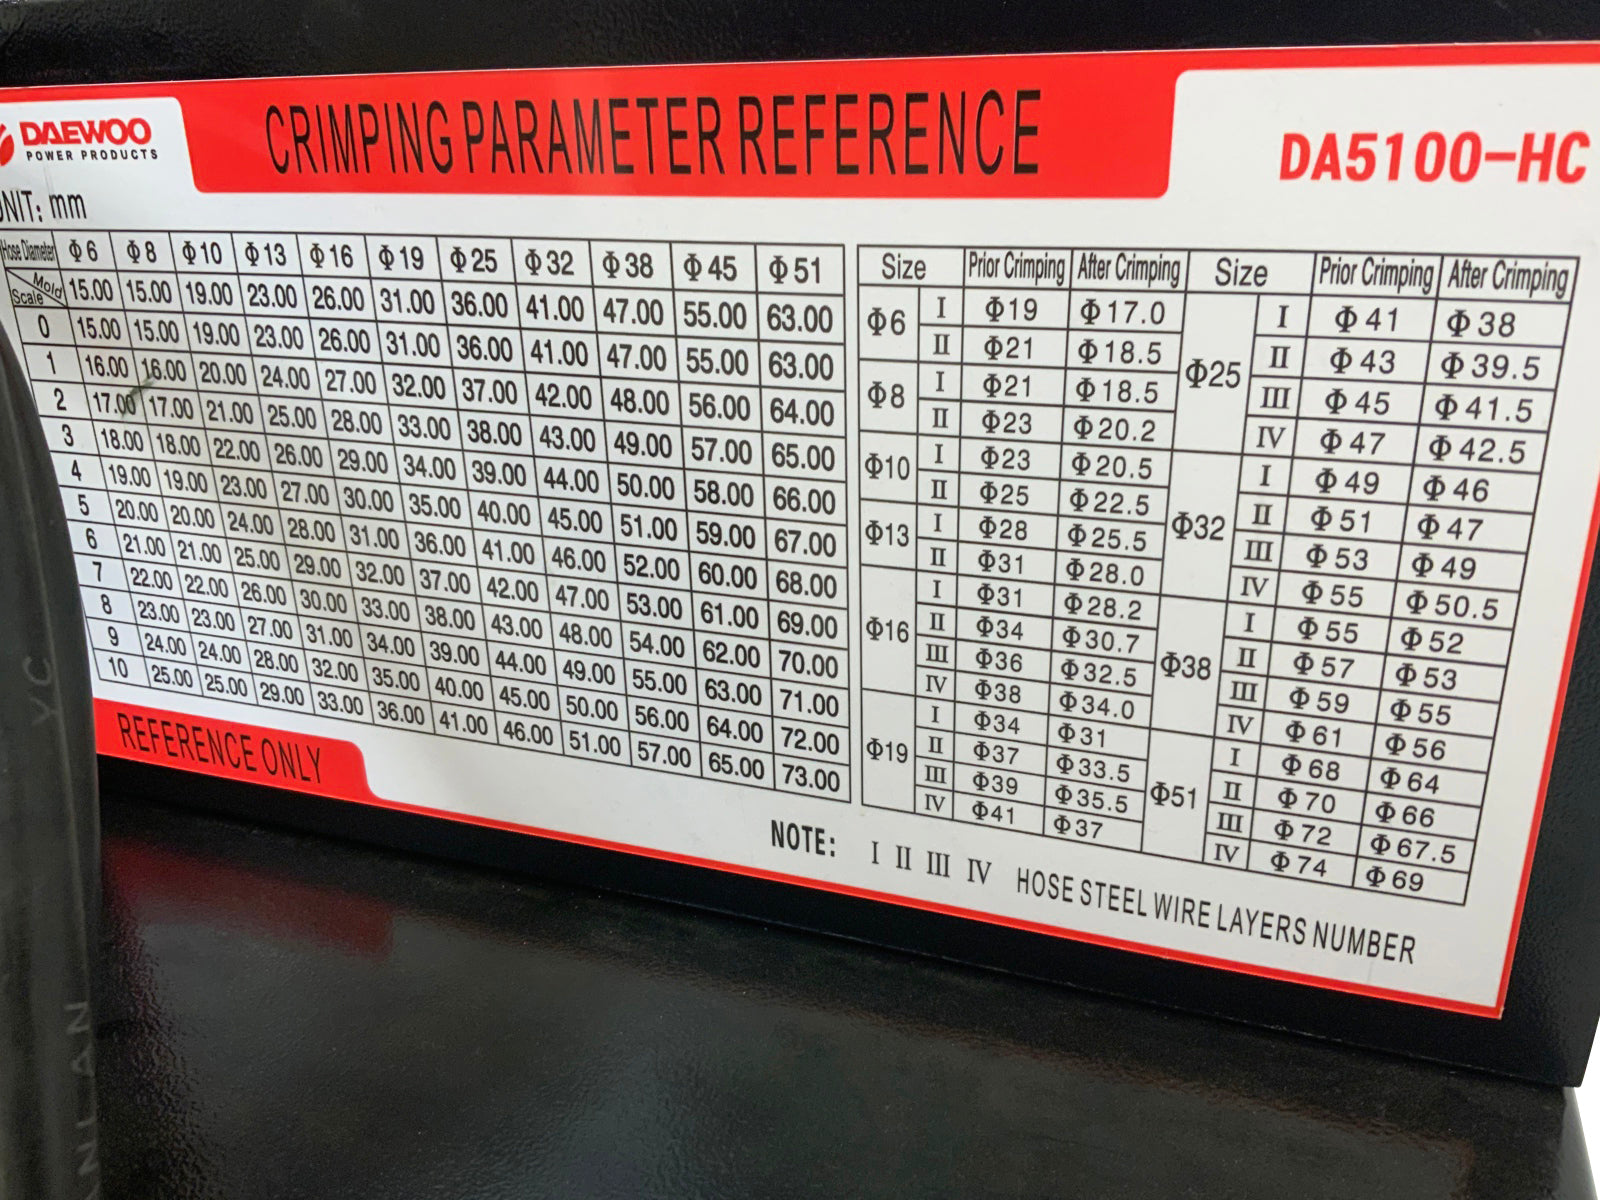 DAEWOO
POWER PRODUCTS
CRIMPING PARAMETER REFERENCE
DA5100-HC
UNIT: mm
Hose Diameter Φ6 Φ8 Φ10 Φ13 Φ16 Φ19 Φ25 Φ32 Φ38 Φ45 Φ51
Mold 15.00 15.00 19.00 23.00 26.00 31.00 36.00 41.00 47.00 55.00 63.00
Scale
0 15.00 15.00 19.00 23.00 26.00 31.00 36.00 41.00 47.00 55.00 63.00
1 16.00 16.00 20.00 24.00 27.00 32.00 37.00 42.00 48.00 56.00 64.00
2 17.00 17.00 21.00 25.00 28.00 33.00 38.00 43.00 49.00 57.00 65.00
3 18.00 18.00 22.00 26.00 29.00 34.00 39.00 44.00 50.00 58.00 66.00
4 19.00 19.00 23.00 27.00 30.00 35.00 40.00 45.00 51.00 59.00 67.00
5 20.00 20.00 24.00 28.00 31.00 36.00 41.00 46.00 52.00 60.00 68.00
6 21.00 21.00 25.00 29.00 32.00 37.00 42.00 47.00 53.00 61.00 69.00
7 22.00 22.00 26.00 30.00 33.00 38.00 43.00 48.00 54.00 62.00 70.00
8 23.00 23.00 27.00 31.00 34.00 39.00 44.00 49.00 55.00 63.00 71.00
9 24.00 24.00 28.00 32.00 35.00 40.00 45.00 50.00 56.00 64.00 72.00
10 25.00 25.00 29.00 33.00 36.00 41.00 46.00 51.00 57.00 65.00 73.00
REFERENCE ONLY
Size Prior Crimping After Crimping
Φ6 I Φ19 Φ17.0
II Φ21 Φ18.5
Φ8 I Φ21 Φ18.5
II Φ23 Φ20.2
Φ10 I Φ23 Φ20.5
II Φ25 Φ22.5
Φ13 I Φ28 Φ25.5
II Φ31 Φ28.0
Φ16 I Φ31 Φ28.2
II Φ34 Φ30.7
III Φ36 Φ32.5
IV Φ38 Φ34.0
Φ19 I Φ34 Φ31
II Φ37 Φ33.5
III Φ39 Φ35.5
IV Φ41 Φ37
Size Prior Crimping After Crimping
Φ25 I Φ41 Φ38
II Φ43 Φ39.5
III Φ45 Φ41.5
IV Φ47 Φ42.5
Φ32 I Φ49 Φ46
II Φ51 Φ47
III Φ53 Φ49
IV Φ55 Φ50.5
Φ38 I Φ55 Φ52
II Φ57 Φ53
III Φ59 Φ55
IV Φ61 Φ56
Φ51 I Φ68 Φ64
II Φ70 Φ66
III Φ72 Φ67.5
IV Φ74 Φ69
NOTE: I II III IV HOSE STEEL WIRE LAYERS NUMBER
YC